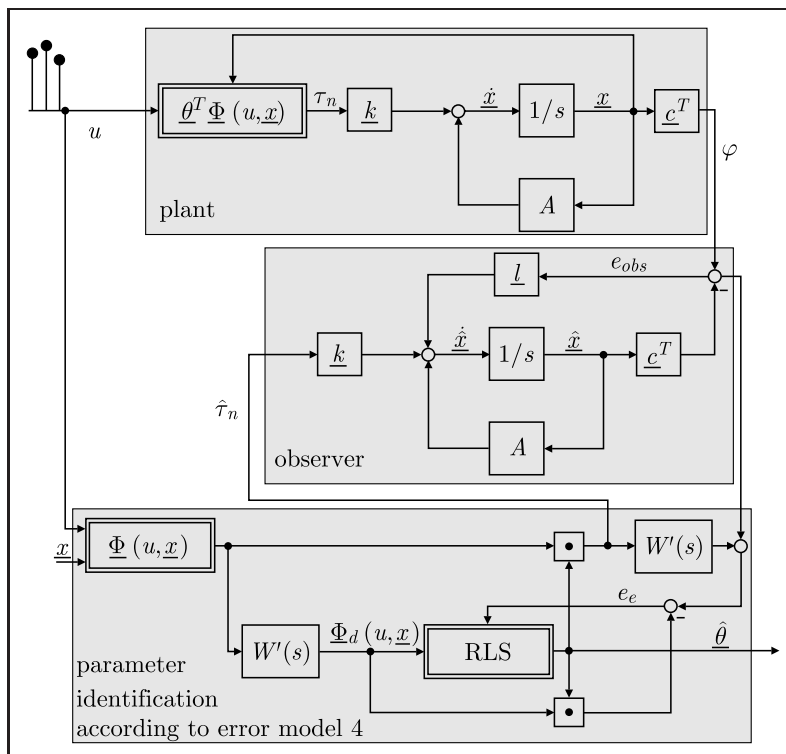 θ^T Φ (u,x)
τ_n
k
ẋ
1/s
x
c^T
u
φ
A
plant
l
e_obs
k
x̂̇
1/s
x̂
c^T
τ̂_n
A
observer
x
Φ (u,x)
W'(s)
e_e
Φ_d (u,x)
θ̂
W'(s)
RLS
parameter
identification
according to error model 4